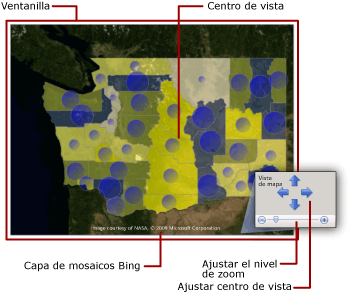 Ventanilla
Centro de vista
Vista
de mapa
Image courtesy of NASA, © 2009 Microsoft Corporation
Capa de mosaicos Bing
Ajustar el nivel
de zoom
Ajustar centro de vista